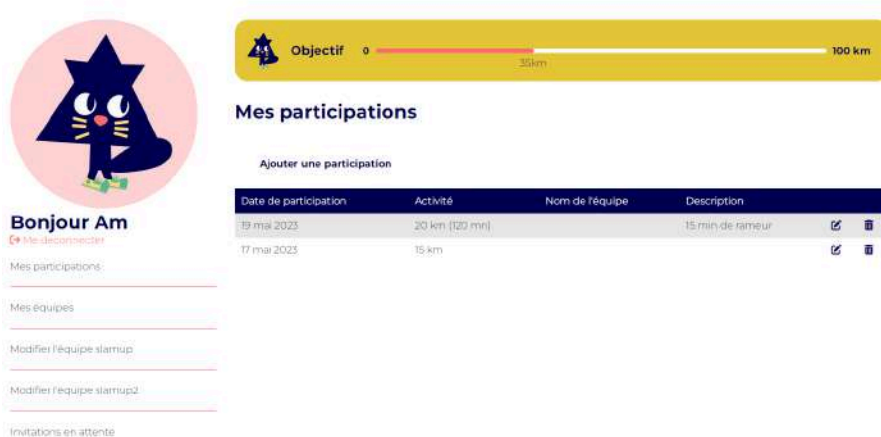 Objectif 0 100 km
35km
Mes participations
Ajouter une participation
Date de participation Activité Nom de l'équipe Description
19 mai 2023 20 km (120 mn) 15 min de rameur
17 mai 2023 15 km
Bonjour Am
Me deconnecter
Mes participations
Mes équipes
Modifier l'équipe slamup
Modifier l'équipe slamup2
Invitations en attente